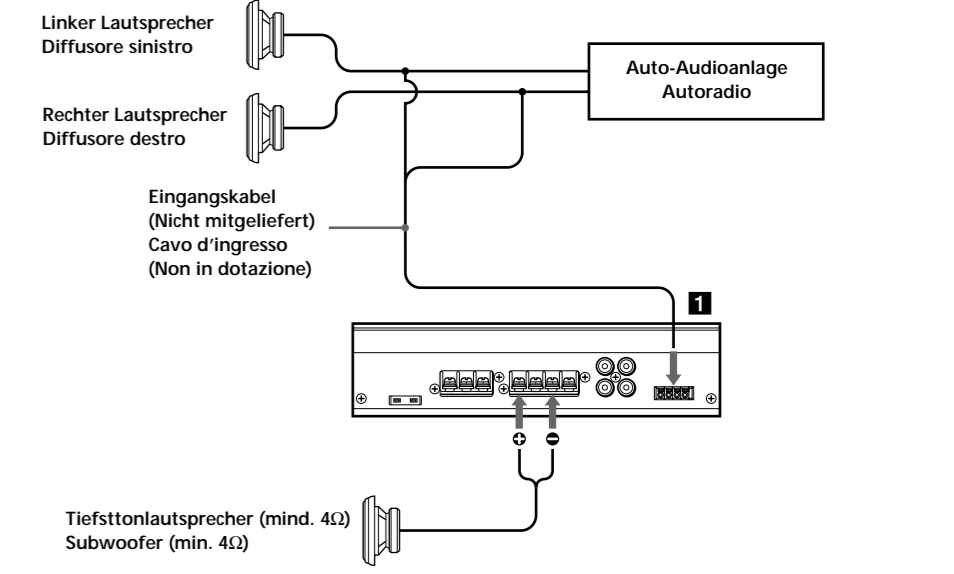 Linker Lautsprecher
Diffusore sinistro
Auto-Audioanlage
Autoradio
Rechter Lautsprecher
Diffusore destro
Eingangskabel
(Nicht mitgeliefert)
Cavo d’ingresso
(Non in dotazione)
1
+ −
Tiefsttonlautsprecher (mind. 4Ω)
Subwoofer (min. 4Ω)